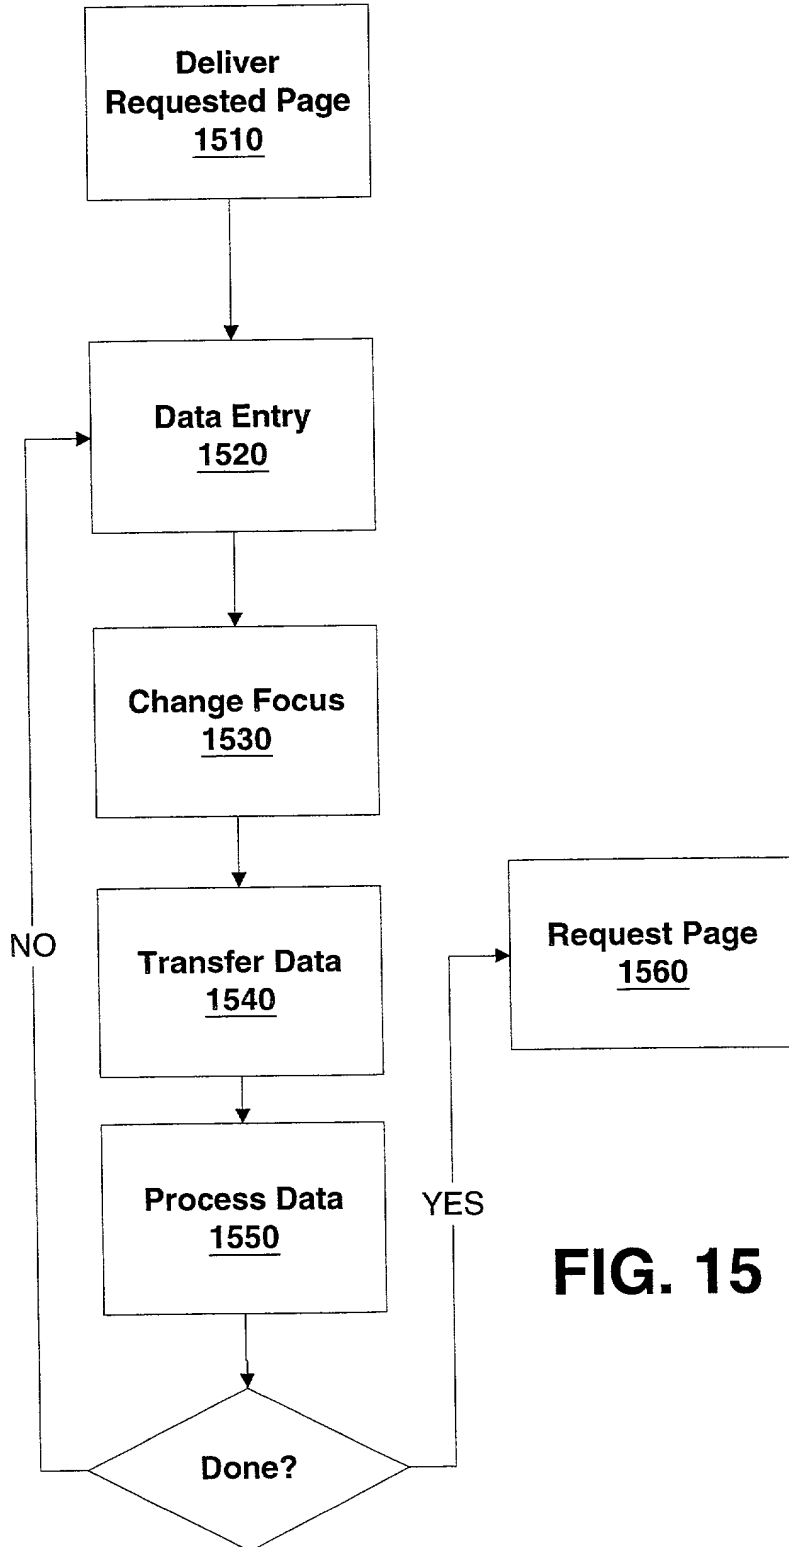 Deliver
Requested Page
1510
Data Entry
1520
Change Focus
1530
NO
Transfer Data
1540
Request Page
1560
Process Data
1550
YES
FIG. 15
Done?